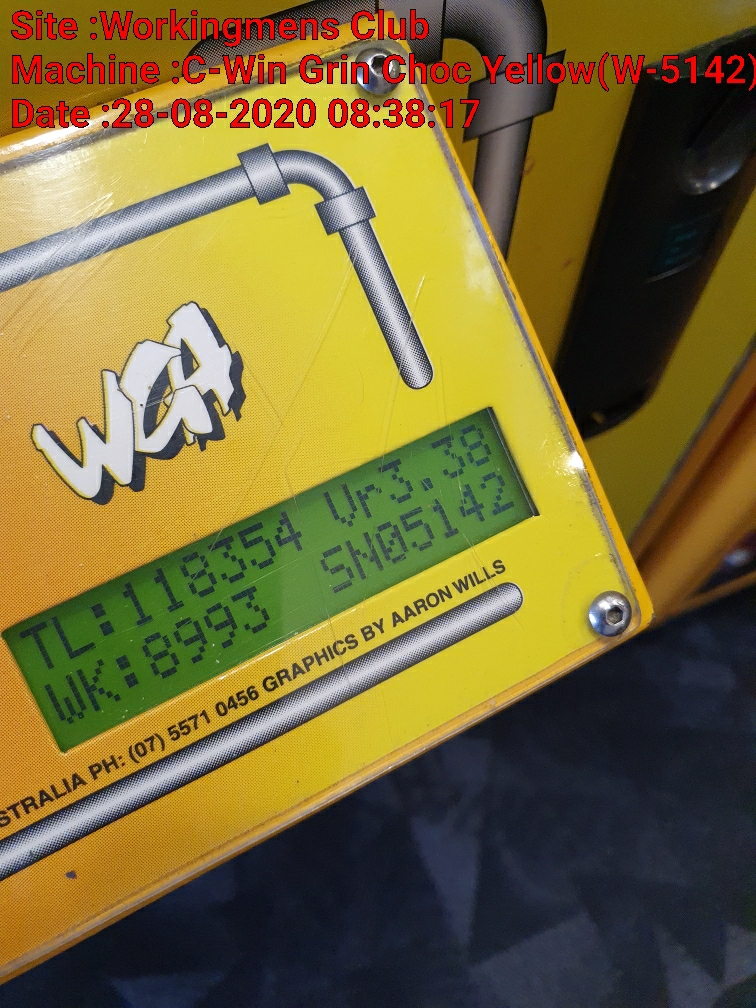 Site :Workingmens Club
Machine :C-Win Grin Choc Yellow(W-5142)
Date :28-08-2020 08:38:17
WGA
TL:118354 Vr3.38
WK:8993 SN05142
STRALIA PH: (07) 5571 0456 GRAPHICS BY AARON WILLS